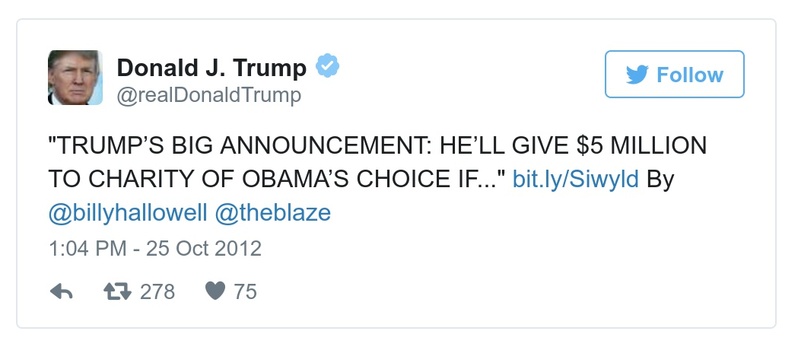 Donald J. Trump
@realDonaldTrump
Follow
"TRUMP’S BIG ANNOUNCEMENT: HE’LL GIVE $5 MILLION
TO CHARITY OF OBAMA’S CHOICE IF..." bit.ly/Siwyld By
@billyhallowell @theblaze
1:04 PM - 25 Oct 2012
278 75